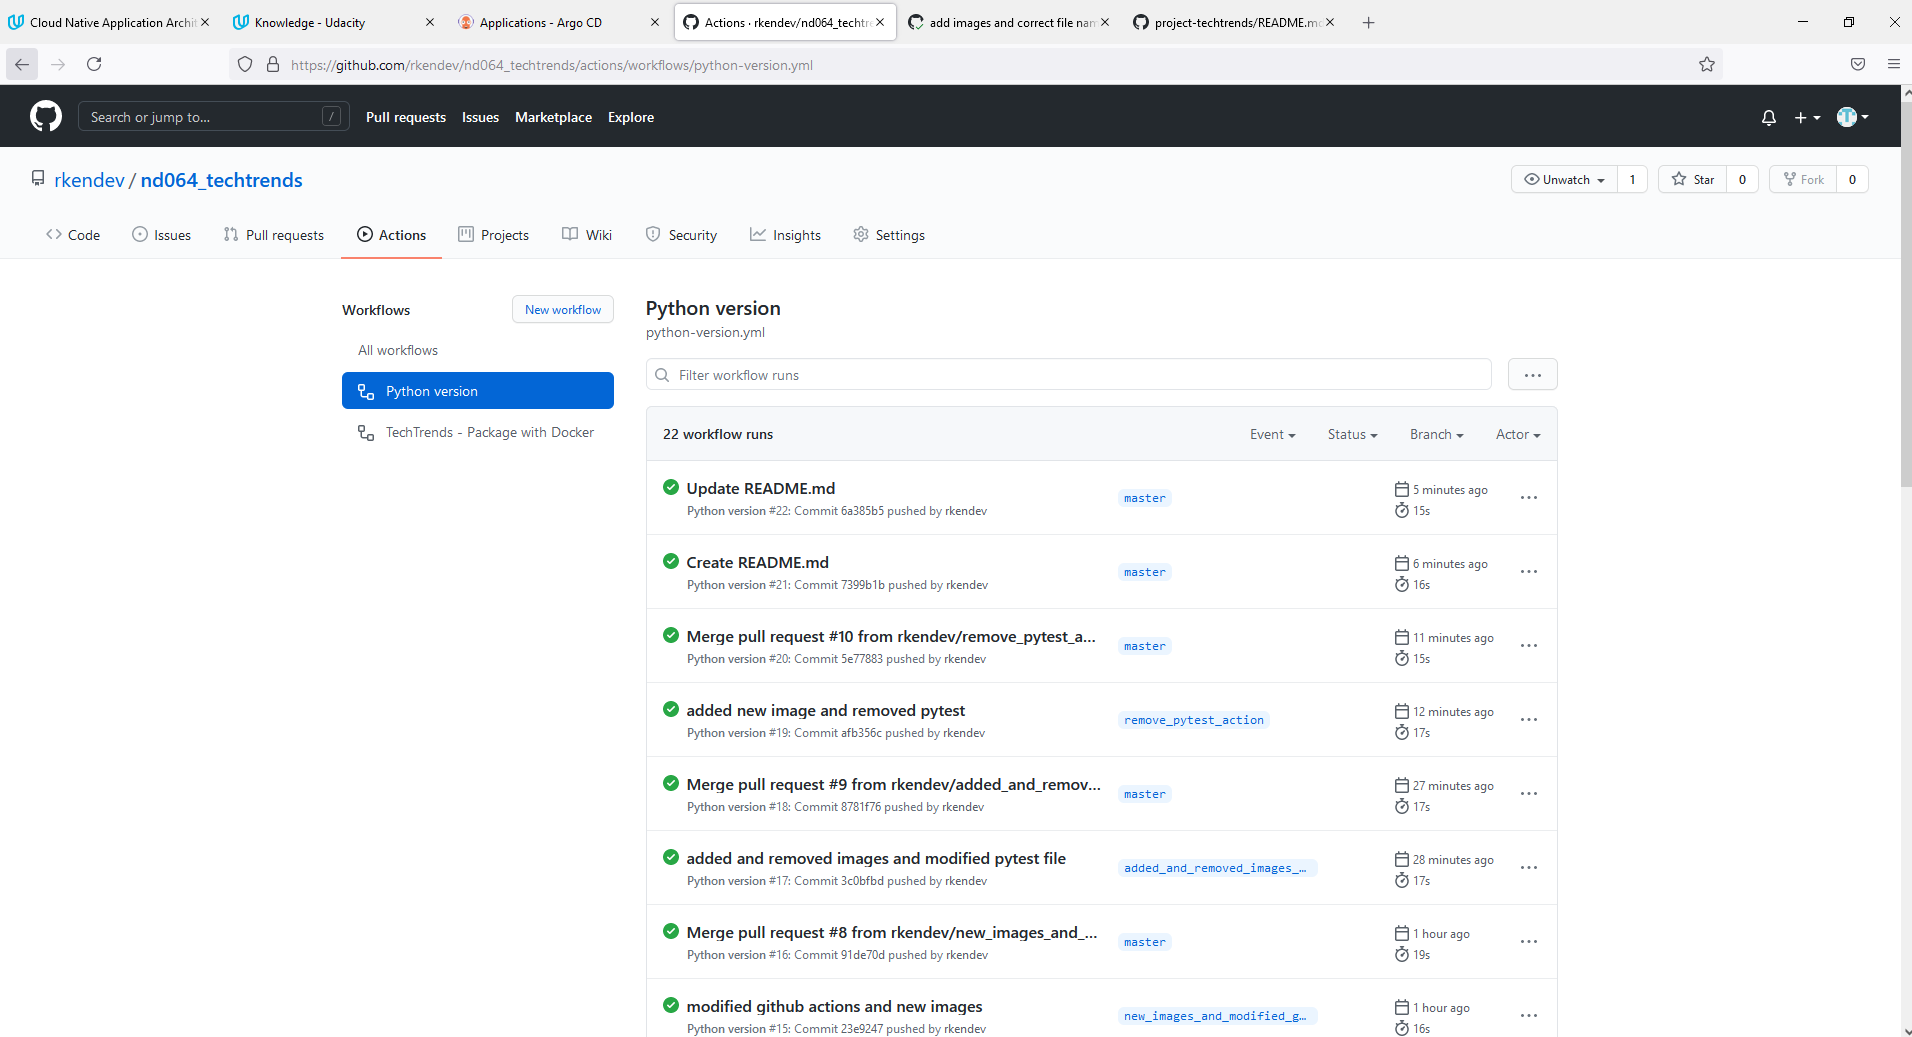 Cloud Native Application Archit
Knowledge - Udacity
Applications - Argo CD
Actions · rkendev/nd064_techtre
add images and correct file nam
project-techtrends/README.md
https://github.com/rkendev/nd064_techtrends/actions/workflows/python-version.yml
Search or jump to... /
Pull requests Issues Marketplace Explore
rkendev / nd064_techtrends
Unwatch 1 Star 0 Fork 0
Code Issues Pull requests Actions Projects Wiki Security Insights Settings
Workflows
New workflow
All workflows
Python version
TechTrends - Package with Docker
Python version
python-version.yml
Filter workflow runs
22 workflow runs Event Status Branch Actor
Update README.md
Python version #22: Commit 6a385b5 pushed by rkendev
master
5 minutes ago
15s
Create README.md
Python version #21: Commit 7399b1b pushed by rkendev
master
6 minutes ago
16s
Merge pull request #10 from rkendev/remove_pytest_a...
Python version #20: Commit 5e77883 pushed by rkendev
master
11 minutes ago
15s
added new image and removed pytest
Python version #19: Commit afb356c pushed by rkendev
remove_pytest_action
12 minutes ago
17s
Merge pull request #9 from rkendev/added_and_remov...
Python version #18: Commit 8781f76 pushed by rkendev
master
27 minutes ago
17s
added and removed images and modified pytest file
Python version #17: Commit 3c0bfbd pushed by rkendev
added_and_removed_images_…
28 minutes ago
17s
Merge pull request #8 from rkendev/new_images_and_...
Python version #16: Commit 91de70d pushed by rkendev
master
1 hour ago
19s
modified github actions and new images
Python version #15: Commit 23e9247 pushed by rkendev
new_images_and_modified_g…
1 hour ago
16s